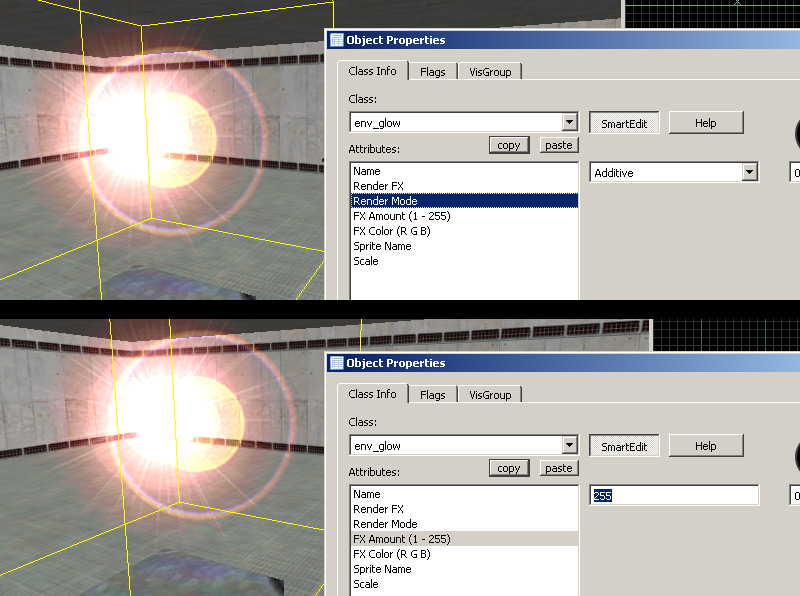 Object Properties
Class Info Flags VisGroup
Class:
env_glow SmartEdit Help
Attributes: copy paste
Name Additive 0
Render FX
Render Mode
FX Amount (1 - 255)
FX Color (R G B)
Sprite Name
Scale
Object Properties
Class Info Flags VisGroup
Class:
env_glow SmartEdit Help
Attributes: copy paste
Name 255 0
Render FX
Render Mode
FX Amount (1 - 255)
FX Color (R G B)
Sprite Name
Scale